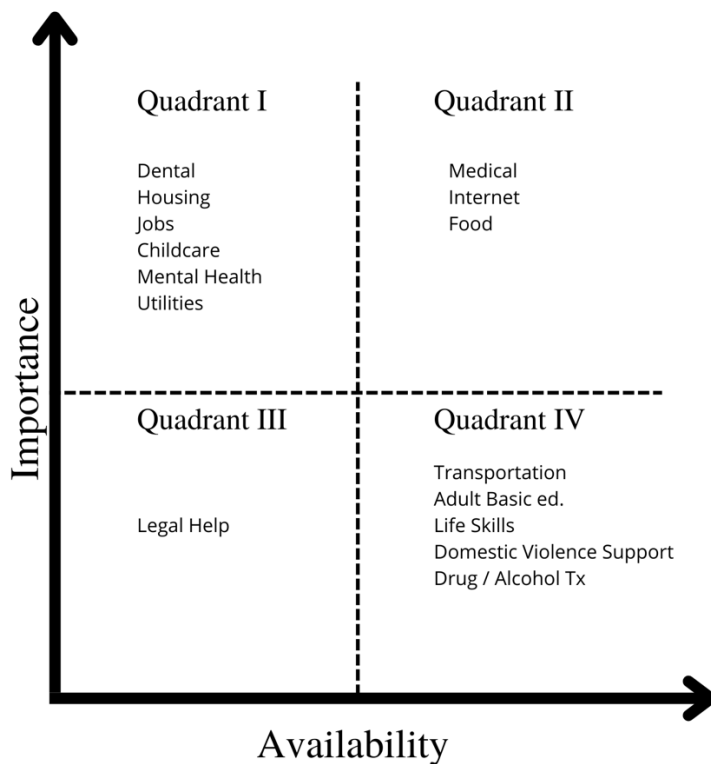 Quadrant I
Dental
Housing
Jobs
Childcare
Mental Health
Utilities
Quadrant II
Medical
Internet
Food
Importance
Quadrant III
Legal Help
Quadrant IV
Transportation
Adult Basic ed.
Life Skills
Domestic Violence Support
Drug / Alcohol Tx
Availability